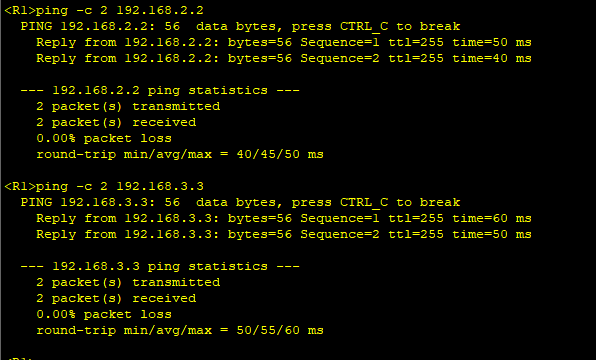 <R1>ping -c 2 192.168.2.2
PING 192.168.2.2: 56  data bytes, press CTRL_C to break
Reply from 192.168.2.2: bytes=56 Sequence=1 ttl=255 time=50 ms
Reply from 192.168.2.2: bytes=56 Sequence=2 ttl=255 time=40 ms
--- 192.168.2.2 ping statistics ---
2 packet(s) transmitted
2 packet(s) received
0.00% packet loss
round-trip min/avg/max = 40/45/50 ms
<R1>ping -c 2 192.168.3.3
PING 192.168.3.3: 56  data bytes, press CTRL_C to break
Reply from 192.168.3.3: bytes=56 Sequence=1 ttl=255 time=60 ms
Reply from 192.168.3.3: bytes=56 Sequence=2 ttl=255 time=50 ms
--- 192.168.3.3 ping statistics ---
2 packet(s) transmitted
2 packet(s) received
0.00% packet loss
round-trip min/avg/max = 50/55/60 ms